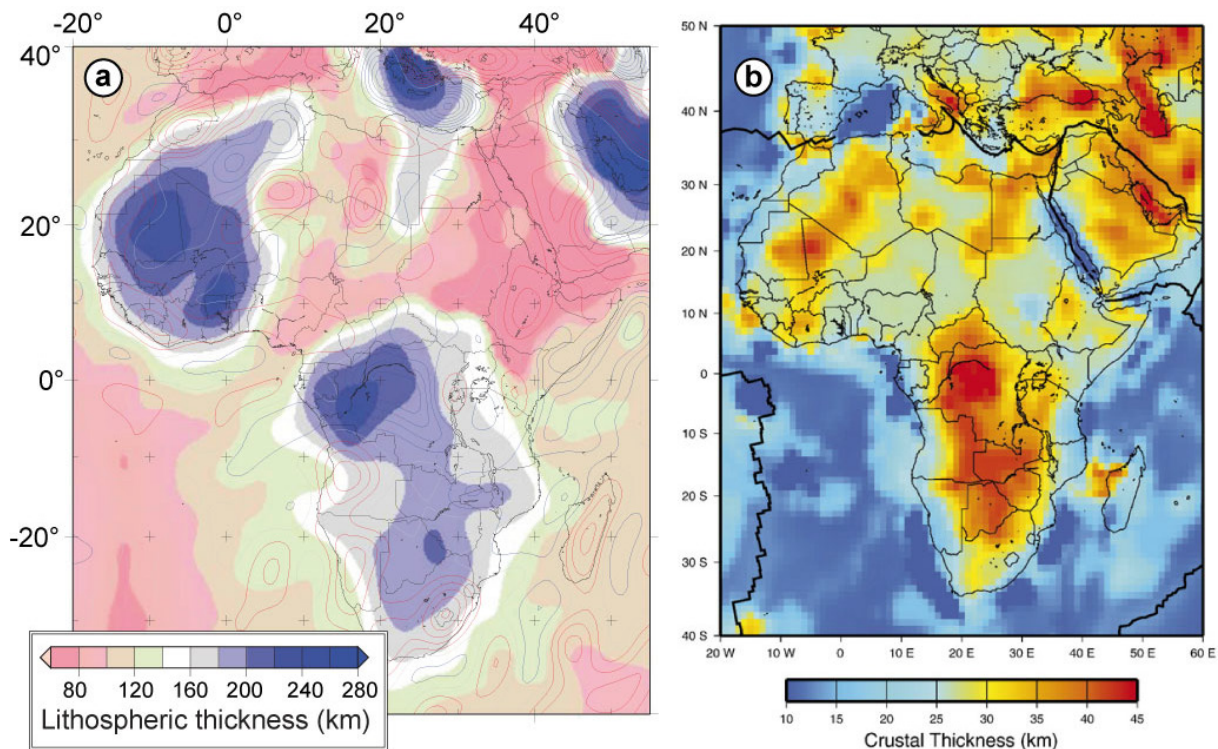 -20° 0° 20° 40°
40°
20°
0°
-20°
a
80 120 160 200 240 280
Lithospheric thickness (km)
50 N
40 N
30 N
20 N
10 N
0
10 S
20 S
30 S
40 S
b
20 W 10 W 0 10 E 20 E 30 E 40 E 50 E 60 E
10 15 20 25 30 35 40 45
Crustal Thickness (km)